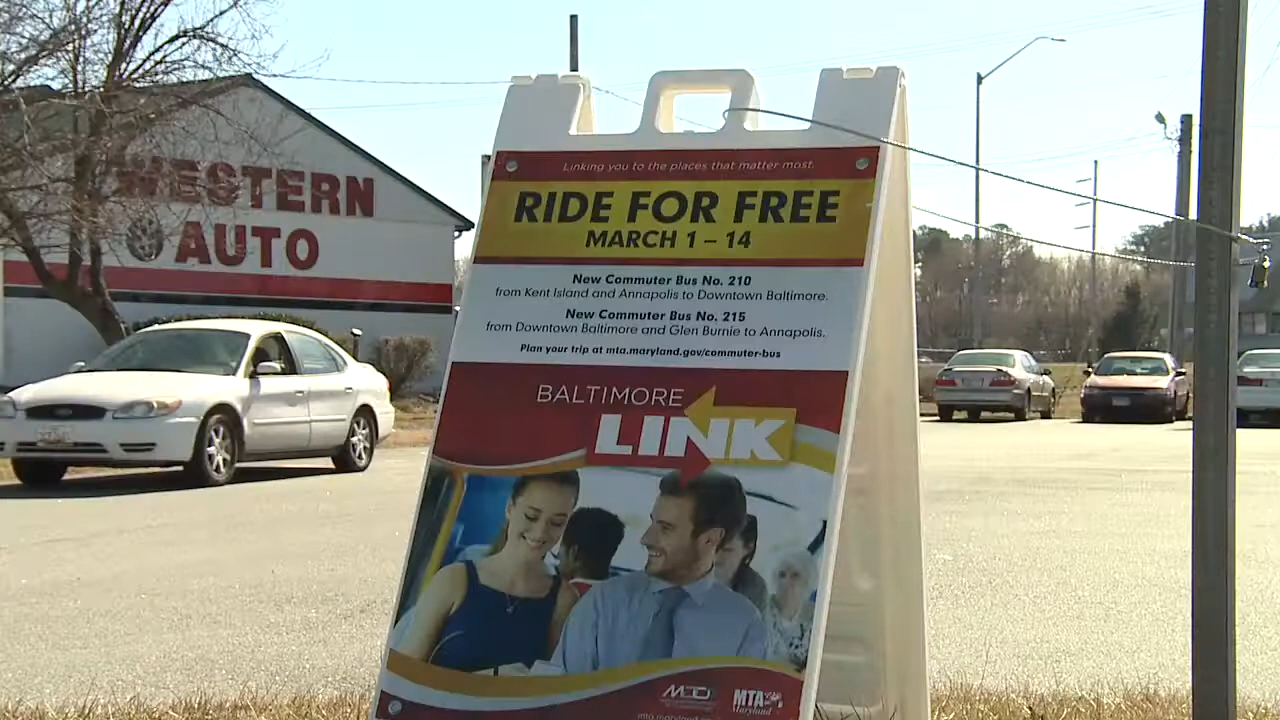 WESTERN
AUTO
Linking you to the places that matter most.
RIDE FOR FREE
MARCH 1 – 14
New Commuter Bus No. 210
from Kent Island and Annapolis to Downtown Baltimore.
New Commuter Bus No. 215
from Downtown Baltimore and Glen Burnie to Annapolis.
Plan your trip at mta.maryland.gov/commuter-bus
BALTIMORE
LINK
MTA
Maryland